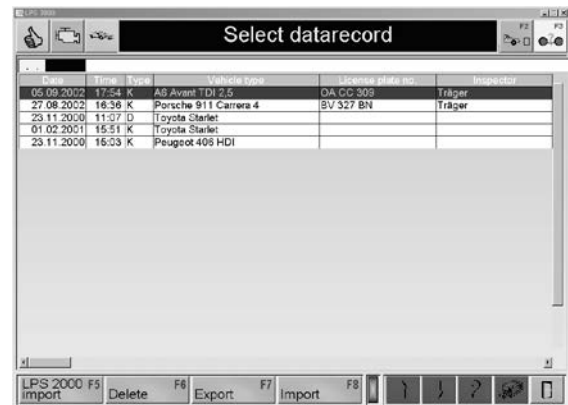 LPS 2000
Select datarecord
F2 F3
. .
Date Time Type Vehicle type License plate no. Inspector
05.09.2002 17:54 K A6 Avant TDI 2,5 OA CC 309 Träger
27.08.2002 16:36 K Porsche 911 Carrera 4 BV 327 BN Träger
23.11.2000 11:07 D Toyota Starlet
01.02.2001 15:51 K Toyota Starlet
23.11.2000 15:03 K Peugeot 406 HDI
LPS 2000 F5 F6 F7 F8
import Delete Export Import